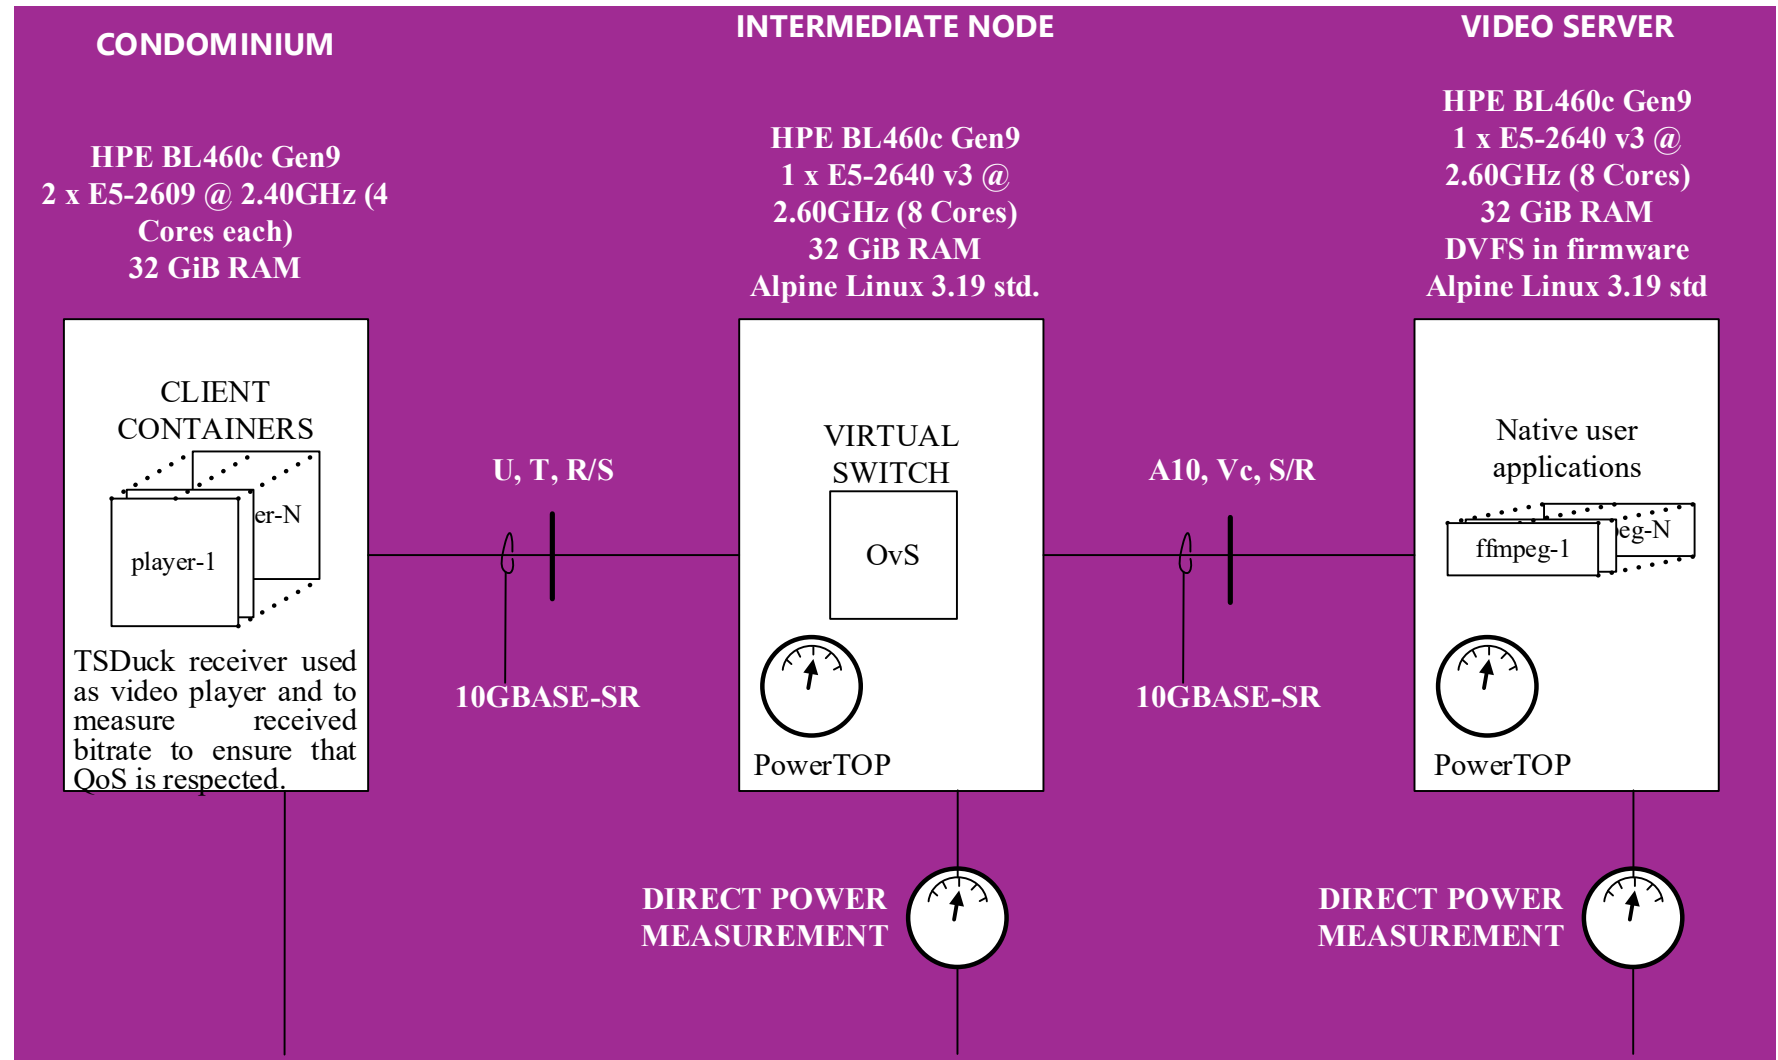 CONDOMINIUM
HPE BL460c Gen9
2 x E5-2609 @ 2.40GHz (4
Cores each)
32 GiB RAM
CLIENT
CONTAINERS
er-N
player-1
TSDuck receiver used
as video player and to
measure received
bitrate to ensure that
QoS is respected.
U, T, R/S
10GBASE-SR
INTERMEDIATE NODE
HPE BL460c Gen9
1 x E5-2640 v3 @
2.60GHz (8 Cores)
32 GiB RAM
Alpine Linux 3.19 std.
VIRTUAL
SWITCH
OvS
PowerTOP
DIRECT POWER
MEASUREMENT
A10, Vc, S/R
10GBASE-SR
VIDEO SERVER
HPE BL460c Gen9
1 x E5-2640 v3 @
2.60GHz (8 Cores)
32 GiB RAM
DVFS in firmware
Alpine Linux 3.19 std
Native user
applications
peg-N
ffmpeg-1
PowerTOP
DIRECT POWER
MEASUREMENT